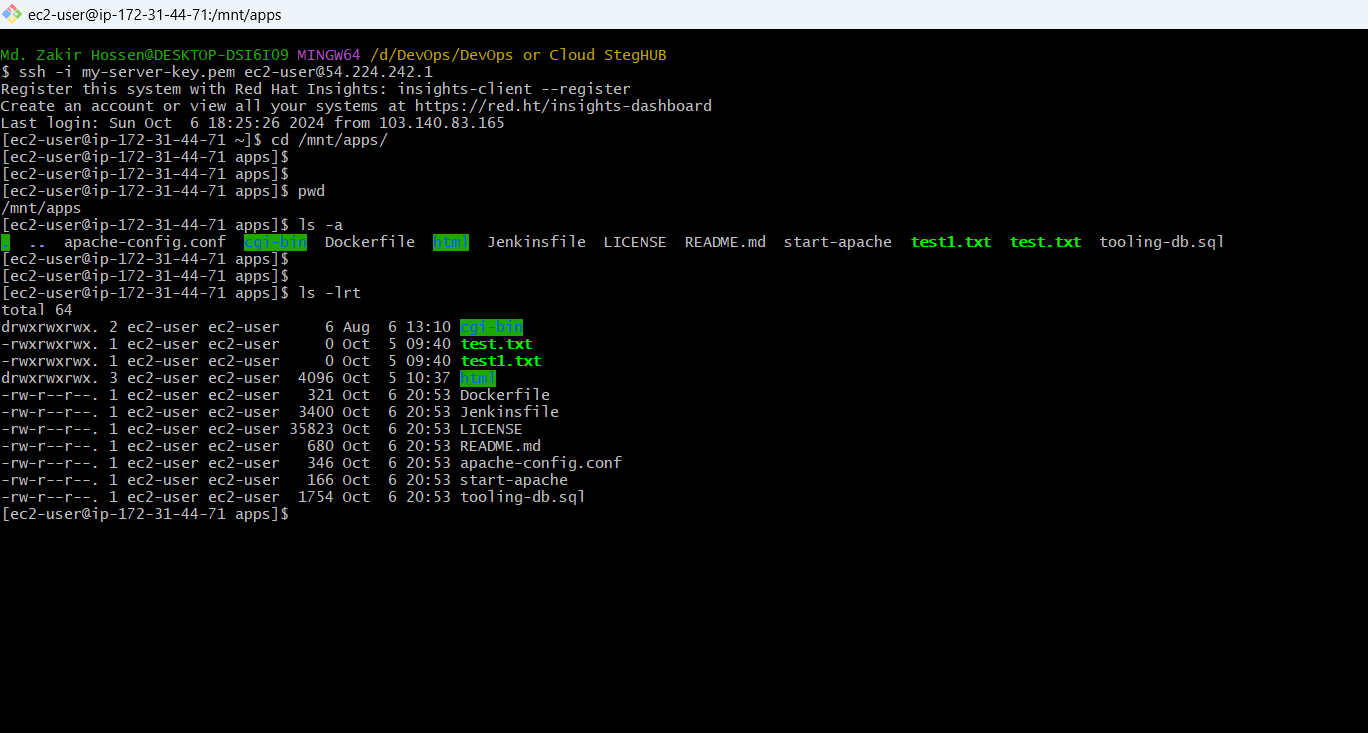 ec2-user@ip-172-31-44-71:/mnt/apps
Md. Zakir Hossen@DESKTOP-DSI6IO9 MINGW64 /d/DevOps/DevOps or Cloud StegHUB
$ ssh -i my-server-key.pem ec2-user@54.224.242.1
Register this system with Red Hat Insights: insights-client --register
Create an account or view all your systems at https://red.ht/insights-dashboard
Last login: Sun Oct  6 18:25:26 2024 from 103.140.83.165
[ec2-user@ip-172-31-44-71 ~]$ cd /mnt/apps/
[ec2-user@ip-172-31-44-71 apps]$
[ec2-user@ip-172-31-44-71 apps]$
[ec2-user@ip-172-31-44-71 apps]$ pwd
/mnt/apps
[ec2-user@ip-172-31-44-71 apps]$ ls -a
.  ..  apache-config.conf  cgi-bin  Dockerfile  html  Jenkinsfile  LICENSE  README.md  start-apache  test1.txt  test.txt  tooling-db.sql
[ec2-user@ip-172-31-44-71 apps]$
[ec2-user@ip-172-31-44-71 apps]$
[ec2-user@ip-172-31-44-71 apps]$ ls -lrt
total 64
drwxrwxrwx. 2 ec2-user ec2-user     6 Aug  6 13:10 cgi-bin
-rwxrwxrwx. 1 ec2-user ec2-user     0 Oct  5 09:40 test.txt
-rwxrwxrwx. 1 ec2-user ec2-user     0 Oct  5 09:40 test1.txt
drwxrwxrwx. 3 ec2-user ec2-user  4096 Oct  5 10:37 html
-rw-r--r--. 1 ec2-user ec2-user   321 Oct  6 20:53 Dockerfile
-rw-r--r--. 1 ec2-user ec2-user  3400 Oct  6 20:53 Jenkinsfile
-rw-r--r--. 1 ec2-user ec2-user 35823 Oct  6 20:53 LICENSE
-rw-r--r--. 1 ec2-user ec2-user   680 Oct  6 20:53 README.md
-rw-r--r--. 1 ec2-user ec2-user   346 Oct  6 20:53 apache-config.conf
-rw-r--r--. 1 ec2-user ec2-user   166 Oct  6 20:53 start-apache
-rw-r--r--. 1 ec2-user ec2-user  1754 Oct  6 20:53 tooling-db.sql
[ec2-user@ip-172-31-44-71 apps]$